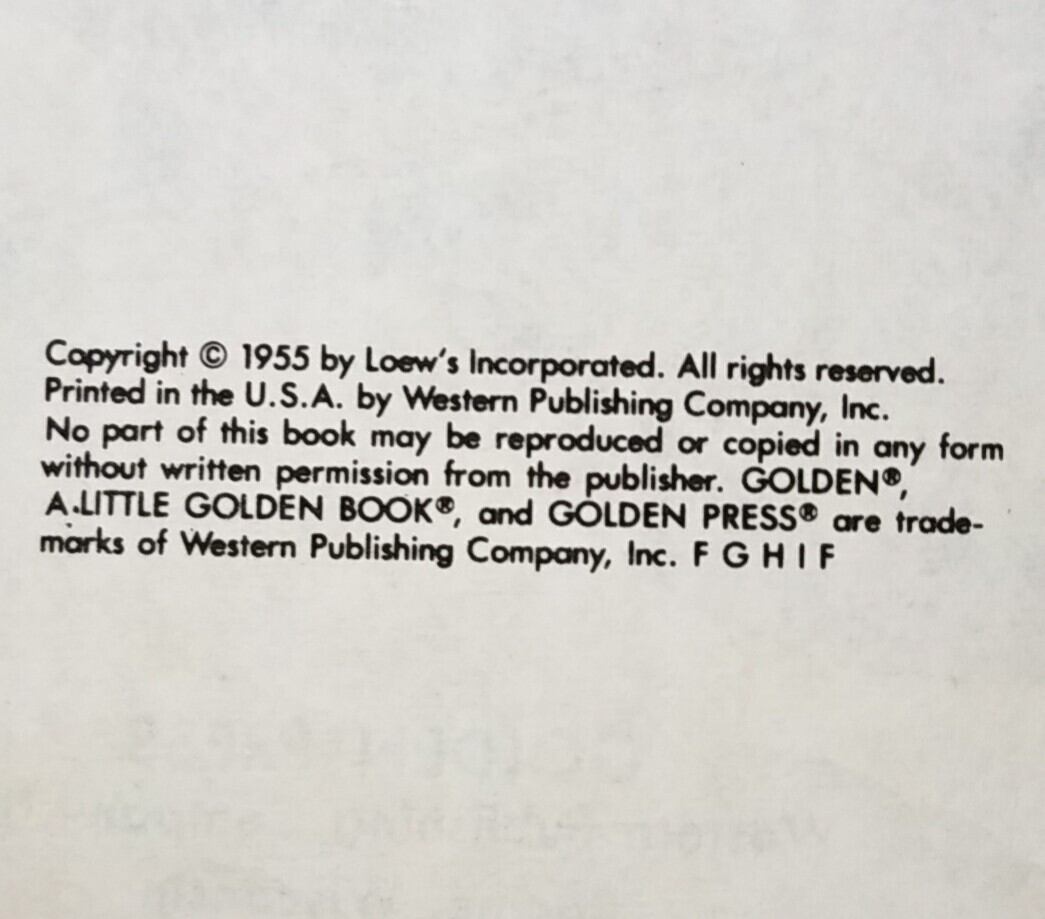 Copyright © 1955 by Loew's Incorporated. All rights reserved.
Printed in the U.S.A. by Western Publishing Company, Inc.
No part of this book may be reproduced or copied in any form
without written permission from the publisher. GOLDEN®,
A LITTLE GOLDEN BOOK®, and GOLDEN PRESS® are trade-
marks of Western Publishing Company, Inc. F G H I F